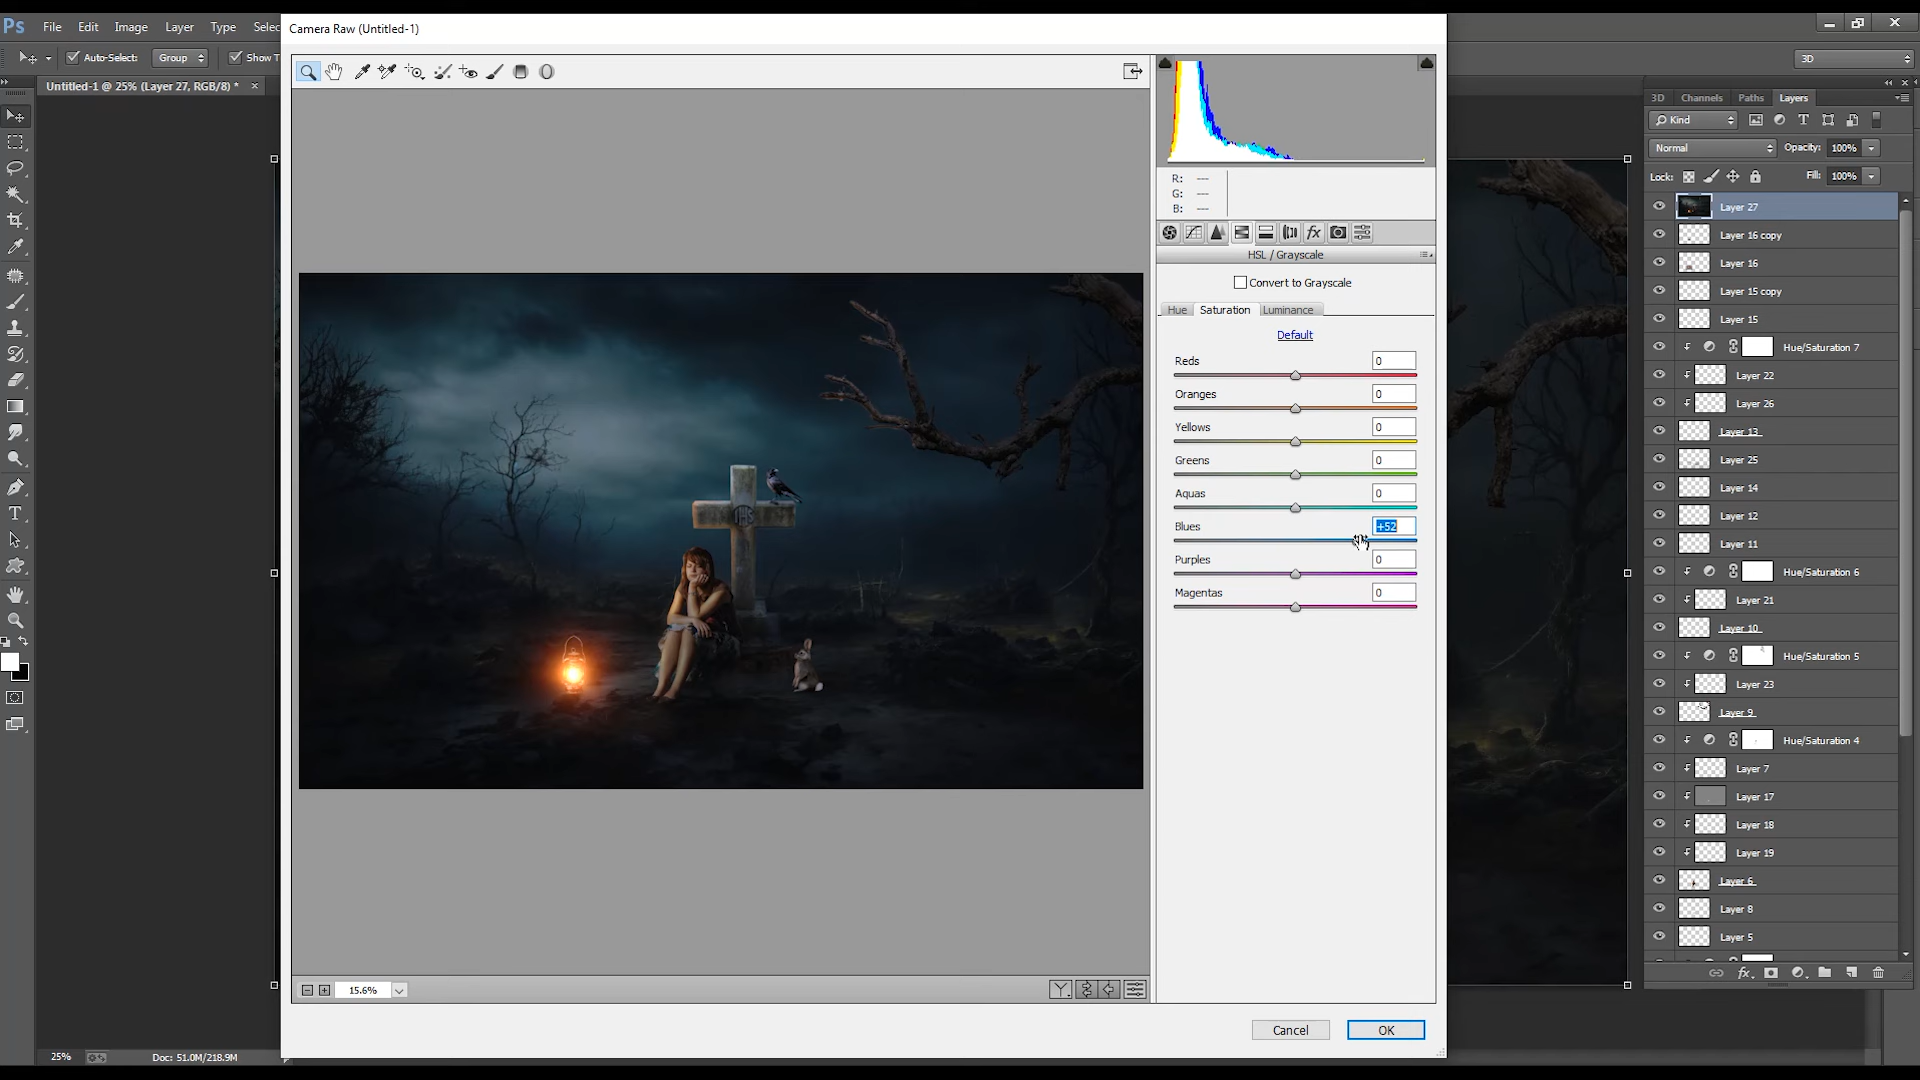 Ps File Edit Image Layer Type Selec
Camera Raw (Untitled-1)
Auto-Select: Group Show T
3D
Untitled-1 @ 25% (Layer 27, RGB/8) *
3D Channels Paths Layers
Kind
Normal Opacity: 100%
Lock: Fill: 100%
Layer 27
Layer 16 copy
Layer 16
Layer 15 copy
Layer 15
Hue/Saturation 7
Layer 22
Layer 26
Layer 13
Layer 25
Layer 14
Layer 12
Layer 11
Hue/Saturation 6
Layer 21
Layer 10
Hue/Saturation 5
Layer 23
Layer 9
Hue/Saturation 4
Layer 7
Layer 17
Layer 18
Layer 19
Layer 6
Layer 8
Layer 5
R: ---
G: ---
B: ---
HSL / Grayscale
Convert to Grayscale
Hue Saturation Luminance
Default
Reds 0
Oranges 0
Yellows 0
Greens 0
Aquas 0
Blues +52
Purples 0
Magentas 0
IHS
15.6%
Cancel OK
25% Doc: 51.0M/218.9M